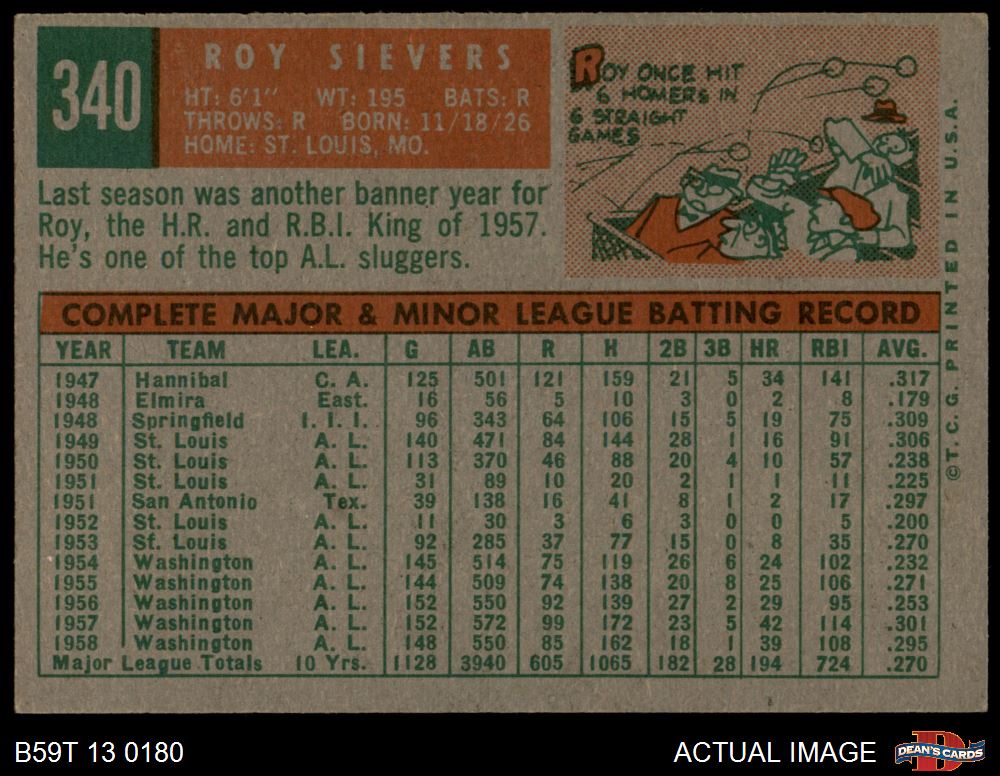 340
ROY SIEVERS
HT: 6'1" WT: 195 BATS: R
THROWS: R BORN: 11/18/26
HOME: ST. LOUIS, MO.
ROY ONCE HIT
6 HOMERS IN
6 STRAIGHT
GAMES
Last season was another banner year for
Roy, the H.R. and R.B.I. King of 1957.
He's one of the top A.L. sluggers.
COMPLETE MAJOR & MINOR LEAGUE BATTING RECORD
YEAR TEAM LEA. G AB R H 2B 3B HR RBI AVG.
1947 Hannibal C. A. 125 501 121 159 21 5 34 141 .317
1948 Elmira East. 16 56 5 10 3 0 2 8 .179
1948 Springfield I. I. I. 96 343 64 106 15 5 19 75 .309
1949 St. Louis A. L. 140 471 84 144 28 1 16 91 .306
1950 St. Louis A. L. 113 370 46 88 20 4 10 57 .238
1951 St. Louis A. L. 31 89 10 20 2 1 1 11 .225
1951 San Antonio Tex. 39 138 16 41 8 1 2 17 .297
1952 St. Louis A. L. 11 30 3 6 3 0 0 5 .200
1953 St. Louis A. L. 92 285 37 77 15 0 8 35 .270
1954 Washington A. L. 145 514 75 119 26 6 24 102 .232
1955 Washington A. L. 144 509 74 138 20 8 25 106 .271
1956 Washington A. L. 152 550 92 139 27 2 29 95 .253
1957 Washington A. L. 152 572 99 172 23 5 42 114 .301
1958 Washington A. L. 148 550 85 162 18 1 39 108 .295
Major League Totals 10 Yrs. 1128 3940 605 1065 182 28 194 724 .270
©T. C. G. PRINTED IN U.S.A.
B59T 13 0180
ACTUAL IMAGE
DEAN'S CARDS